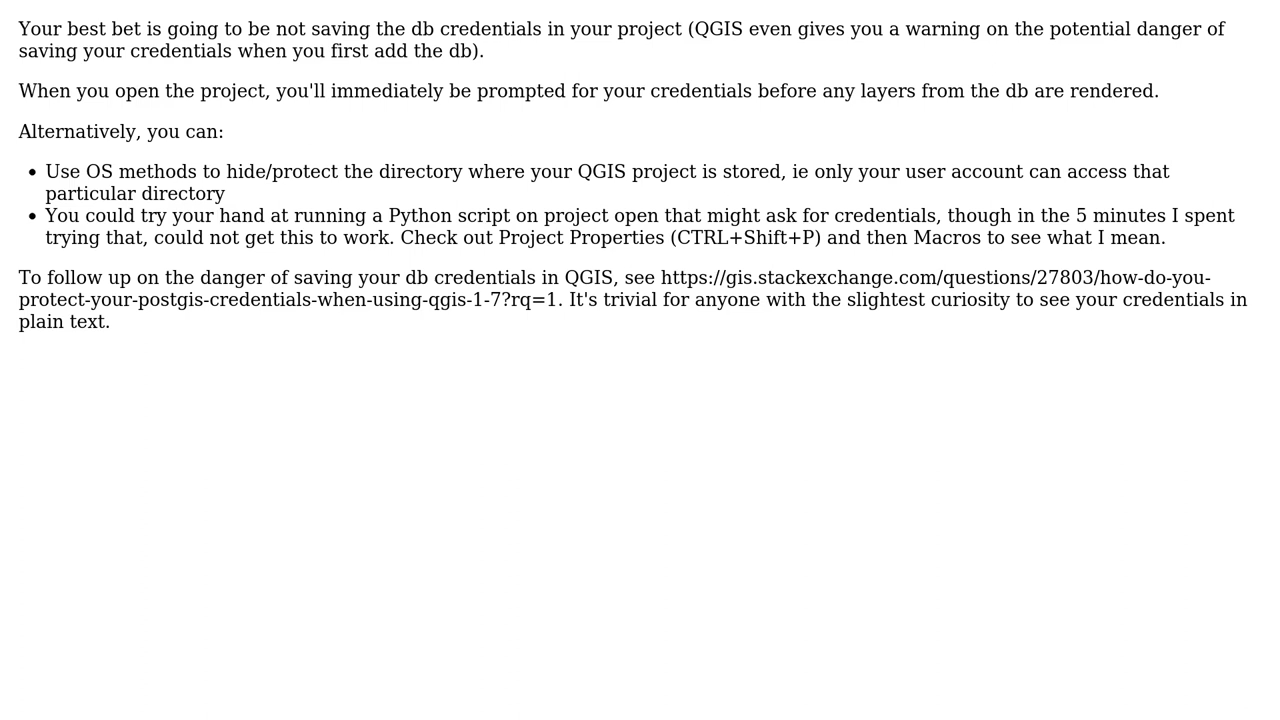 Your best bet is going to be not saving the db credentials in your project (QGIS even gives you a warning on the potential danger of
saving your credentials when you first add the db).
When you open the project, you'll immediately be prompted for your credentials before any layers from the db are rendered.
Alternatively, you can:
• Use OS methods to hide/protect the directory where your QGIS project is stored, ie only your user account can access that
particular directory
• You could try your hand at running a Python script on project open that might ask for credentials, though in the 5 minutes I spent
trying that, could not get this to work. Check out Project Properties (CTRL+Shift+P) and then Macros to see what I mean.
To follow up on the danger of saving your db credentials in QGIS, see https://gis.stackexchange.com/questions/27803/how-do-you-
protect-your-postgis-credentials-when-using-qgis-1-7?rq=1. It's trivial for anyone with the slightest curiosity to see your credentials in
plain text.